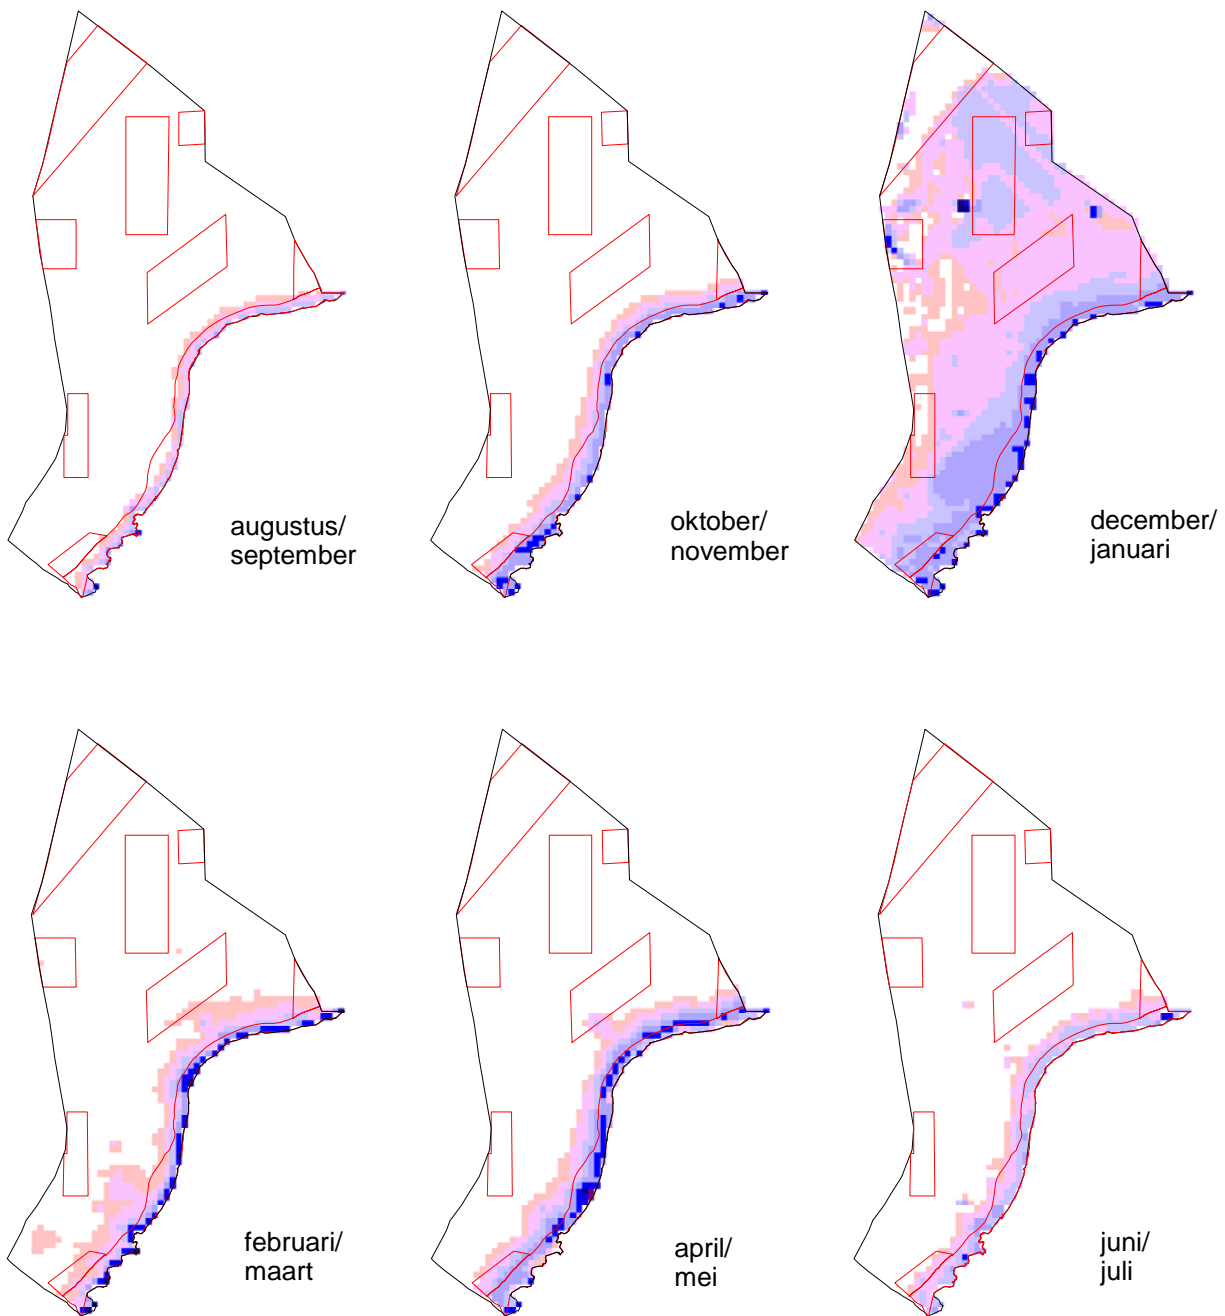 augustus/
september
oktober/
november
december/
januari
februari/
maart
april/
mei
juni/
juli